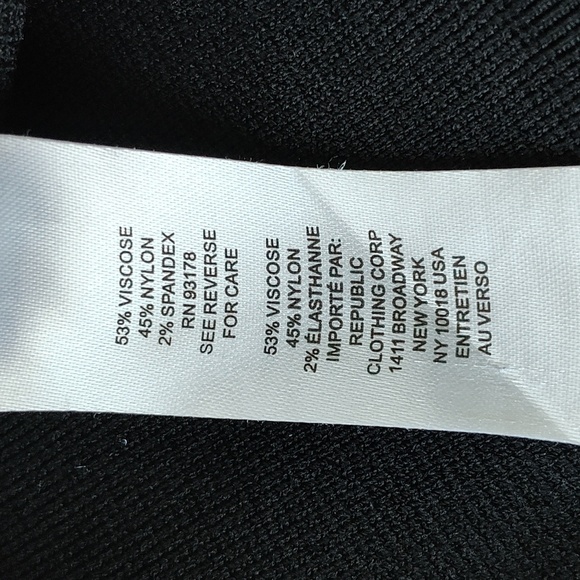 53% VISCOSE
45% NYLON
2% SPANDEX
RN 93178
SEE REVERSE
FOR CARE
53% VISCOSE
45% NYLON
2% ÉLASTHANNE
IMPORTÉ PAR:
REPUBLIC
CLOTHING CORP
1411 BROADWAY
NEW YORK
NY 10018 USA
ENTRETIEN
AU VERSO